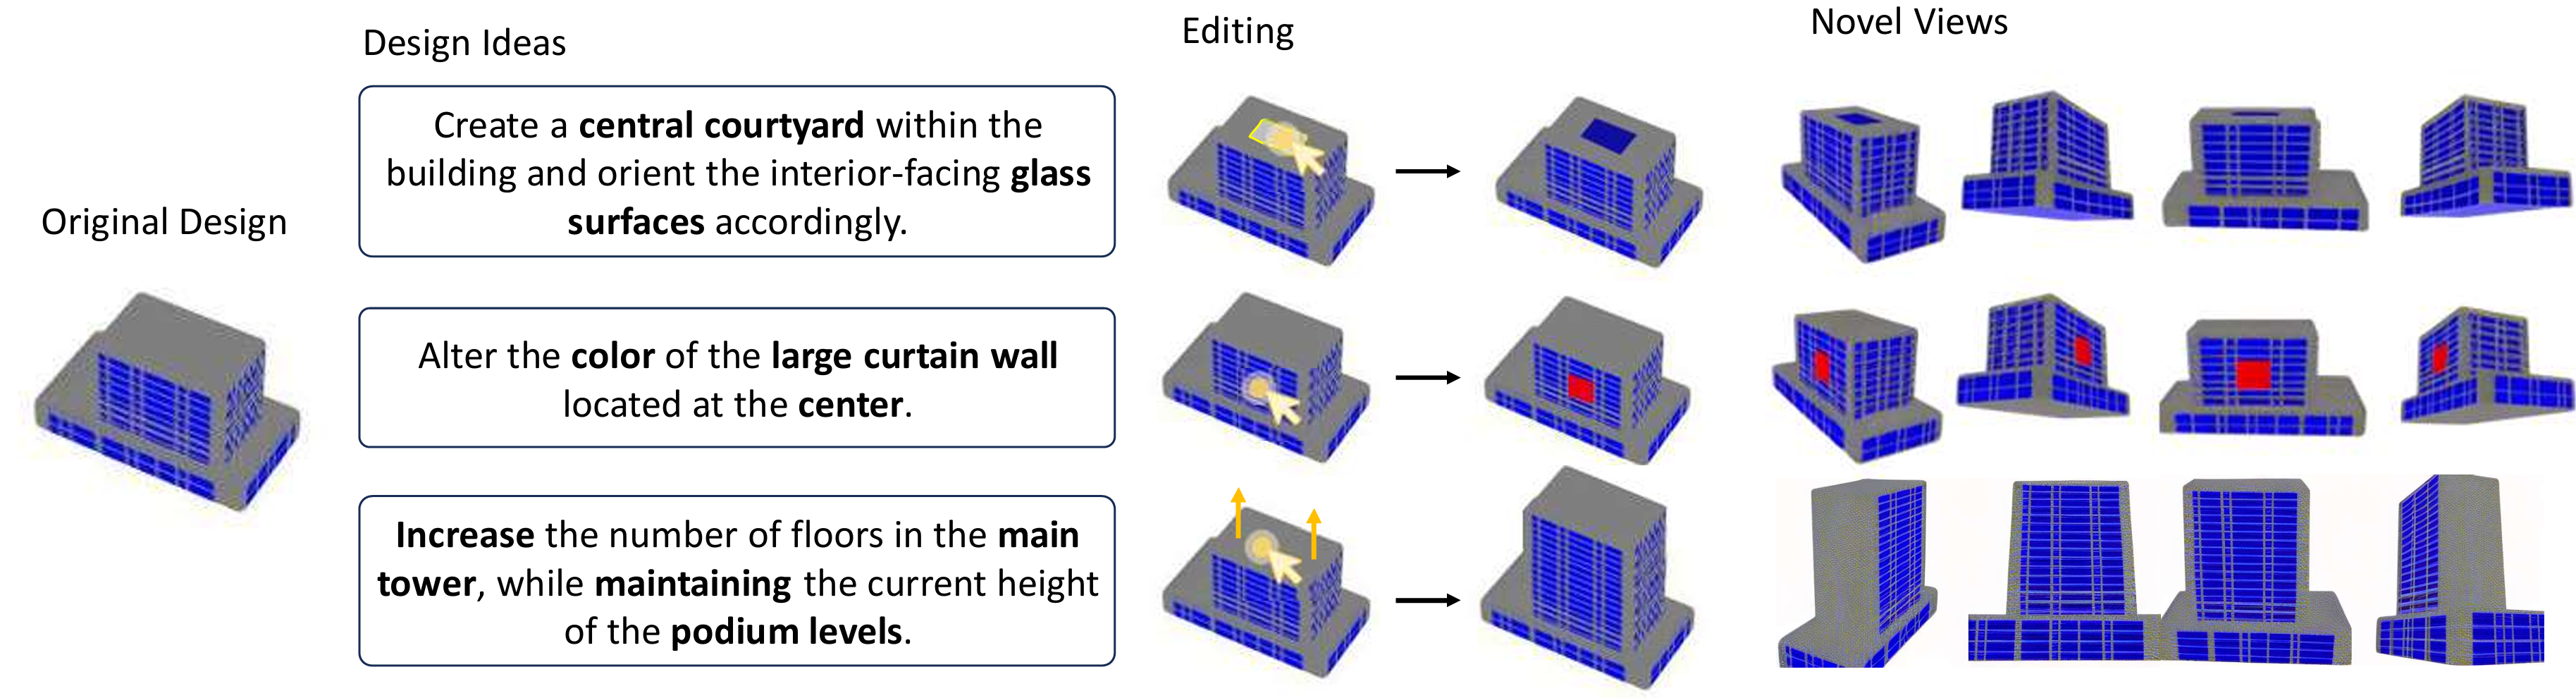 Design Ideas
Editing
Novel Views
Original Design
Create a central courtyard within the
building and orient the interior-facing glass
surfaces accordingly.
Alter the color of the large curtain wall
located at the center.
Increase the number of floors in the main
tower, while maintaining the current height
of the podium levels.